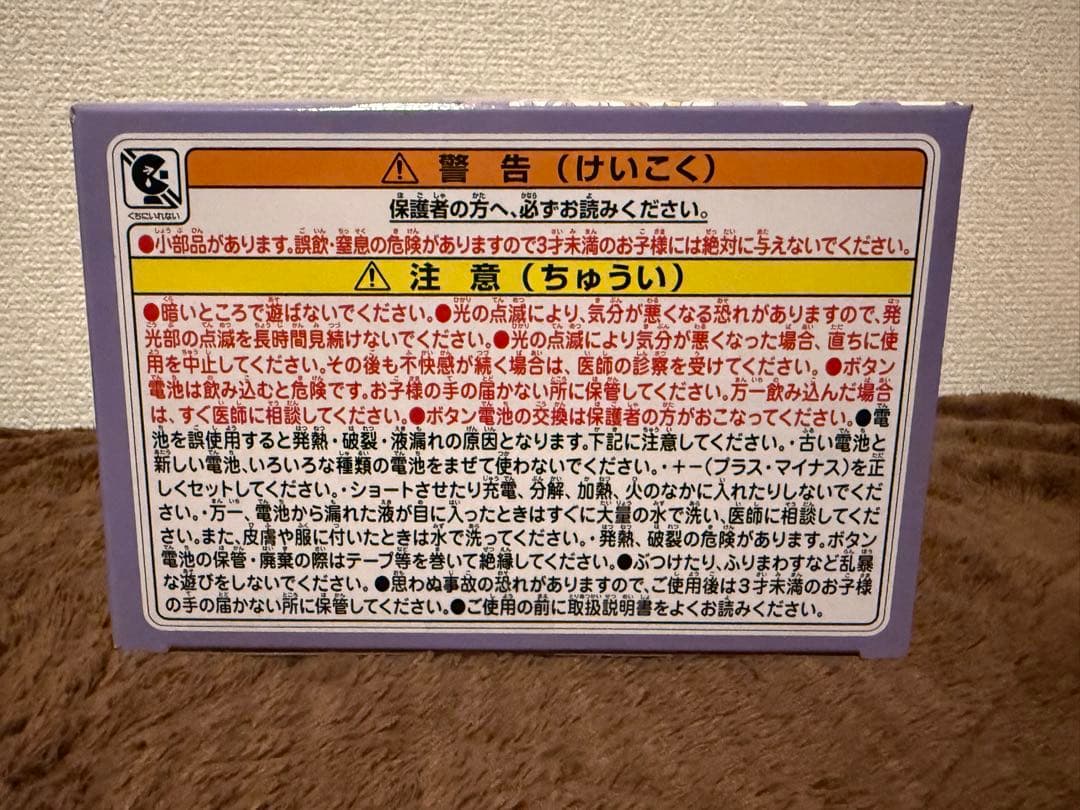 くちにいれない
⚠ 警告（けいこく）
保護者の方へ、必ずお読みください。
●小部品があります。誤飲・窒息の危険がありますので3才未満のお子様には絶対に与えないでください。
⚠ 注意（ちゅうい）
●暗いところで遊ばないでください。●光の点滅により、気分が悪くなる恐れがありますので、発
光部の点滅を長時間見続けないでください。●光の点滅により気分が悪くなった場合、直ちに使
用を中止してください。その後も不快感が続く場合は、医師の診察を受けてください。●ボタン
電池は飲み込むと危険です。お子様の手の届かない所に保管してください。万一飲み込んだ場合
は、すぐ医師に相談してください。●ボタン電池の交換は保護者の方がおこなってください。●電
池を誤使用すると発熱・破裂・液漏れの原因となります。下記に注意してください。・古い電池と
新しい電池、いろいろな種類の電池をまぜて使わないでください。・＋−（プラス・マイナス）を正
しくセットしてください。・ショートさせたり充電、分解、加熱、火のなかに入れたりしないでくだ
さい。・万一、電池から漏れた液が目に入ったときはすぐに大量の水で洗い、医師に相談してくだ
さい。また、皮膚や服に付いたときは水で洗ってください。・発熱、破裂の危険があります。ボタン
電池の保管・廃棄の際はテープ等を巻いて絶縁してください。●ぶつけたり、ふりまわすなど乱暴
な遊びをしないでください。●思わぬ事故の恐れがありますので、ご使用後は3才未満のお子様
の手の届かない所に保管してください。●ご使用の前に取扱説明書をよくお読みください。